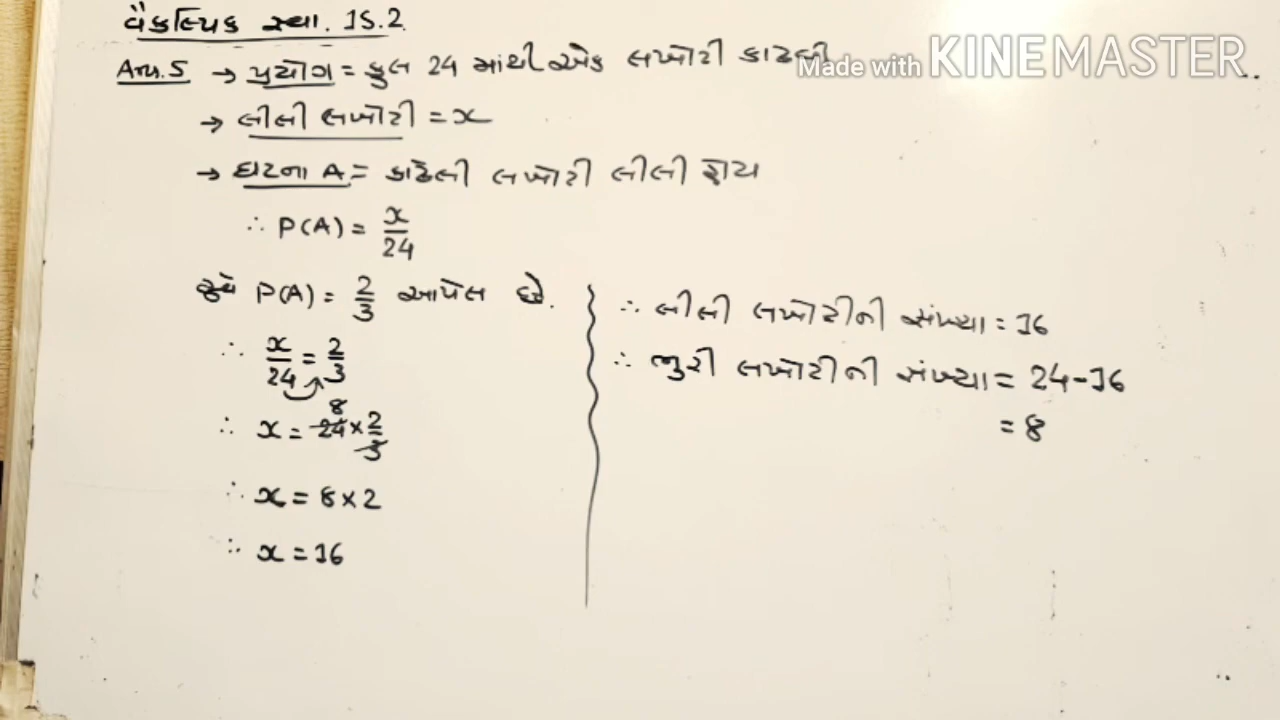 વૈકલ્પિક સ્વા. 15.2
Ans.5 → પ્રયોગ = કુલ 24 માંથી એક લખોટી કાઢવી
Made with KINEMASTER
→ લીલી લખોટી = x
→ ઘટના A = કાઢેલી લખોટી લીલી હોય
∴ P(A) = x/24
P(A) = 2/3 આપેલ છે.
∴ x/24 = 2/3
8
∴ x = 24 × 2/3
∴ x = 8 × 2
∴ x = 16
∴ લીલી લખોટીની સંખ્યા = 16
∴ ભુરી લખોટીની સંખ્યા = 24 - 16
= 8